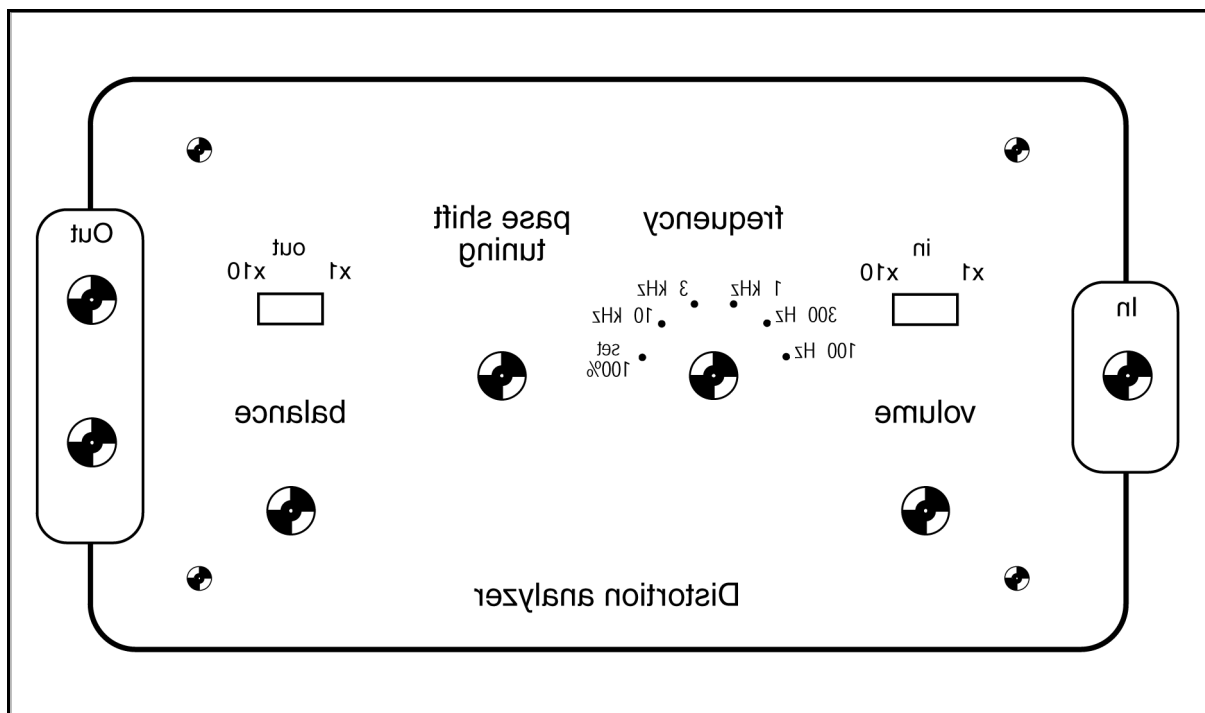 frequency
pase shift
tuning
In
in
x1 x10
volume
100 Hz
300 Hz
1 kHz
3 kHz
10 kHz
set
100%
out
x1 x10
balance
Out
Distortion analyzer